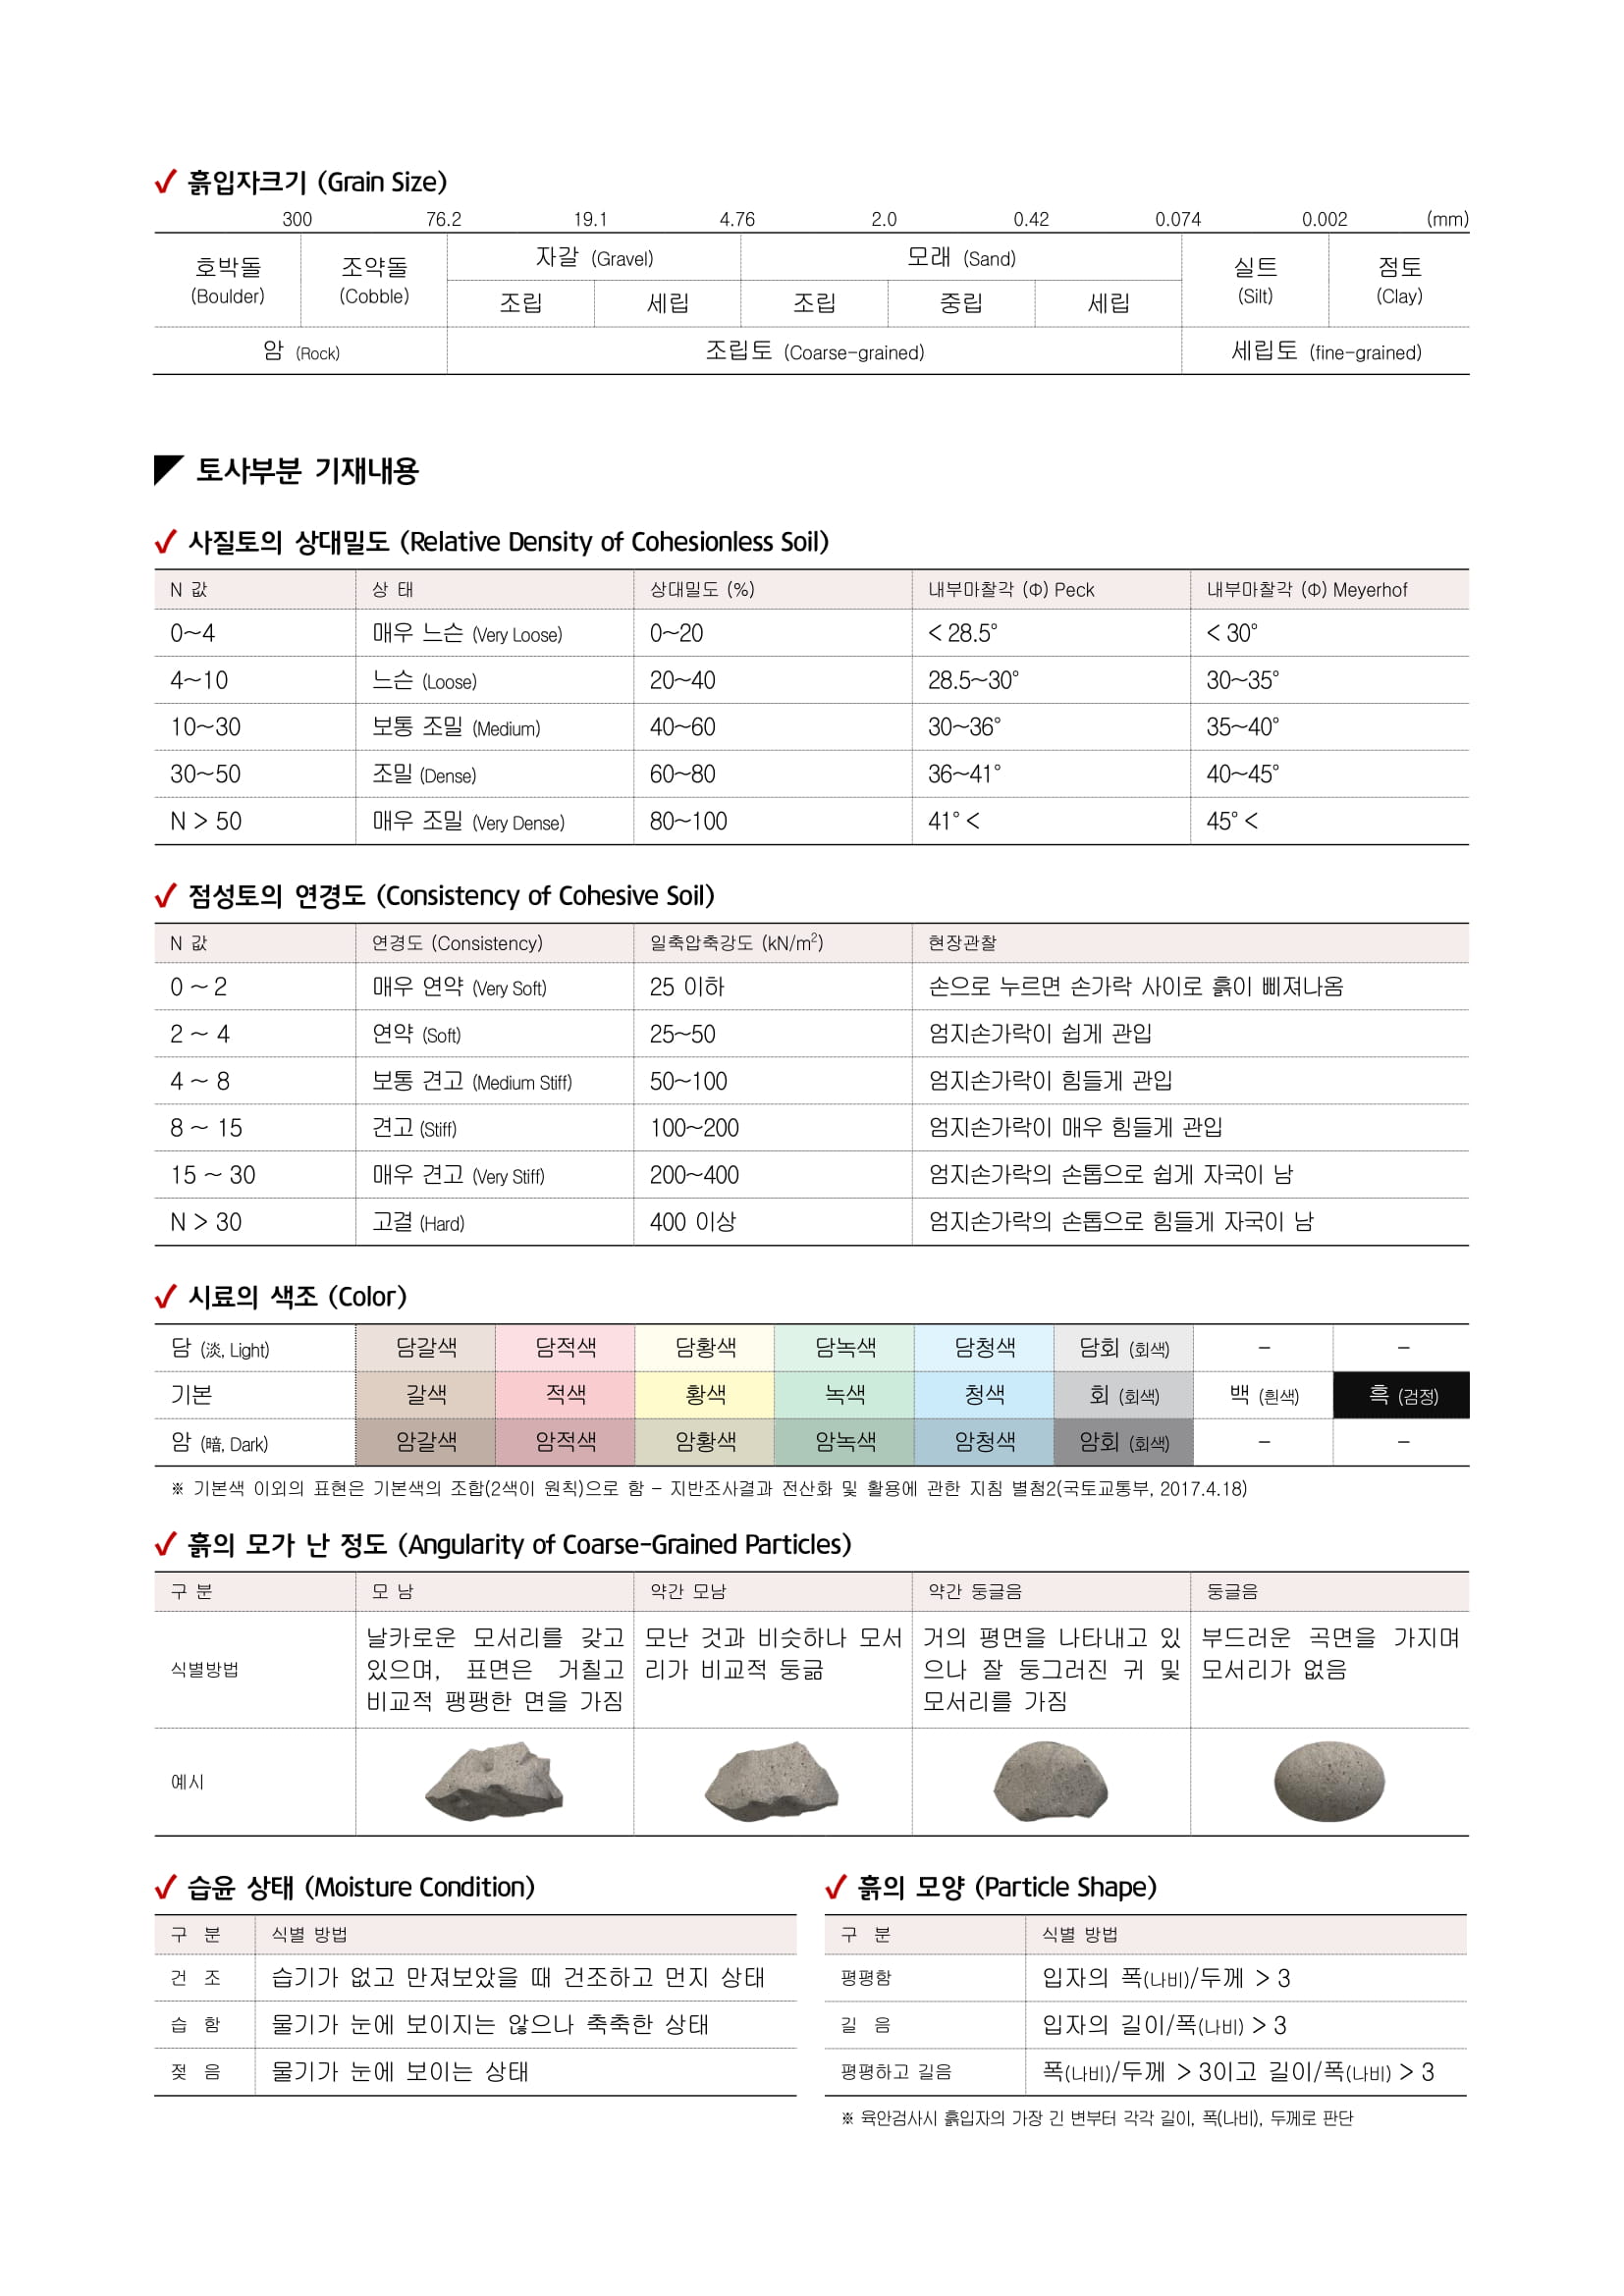 흙입자크기 (Grain Size)
300 76.2 19.1 4.76 2.0 0.42 0.074 0.002 (mm)
호박돌 (Boulder) 조약돌 (Cobble) 자갈 (Gravel) 모래 (Sand) 실트 (Silt) 점토 (Clay)
조립 세립 조립 중립 세립
암 (Rock) 조립토 (Coarse-grained) 세립토 (fine-grained)
토사부분 기재내용
사질토의 상대밀도 (Relative Density of Cohesionless Soil)
N 값 상 태 상대밀도 (%) 내부마찰각 (Φ) Peck 내부마찰각 (Φ) Meyerhof
0~4 매우 느슨 (Very Loose) 0~20 < 28.5° < 30°
4~10 느슨 (Loose) 20~40 28.5~30° 30~35°
10~30 보통 조밀 (Medium) 40~60 30~36° 35~40°
30~50 조밀 (Dense) 60~80 36~41° 40~45°
N > 50 매우 조밀 (Very Dense) 80~100 41° < 45° <
점성토의 연경도 (Consistency of Cohesive Soil)
N 값 연경도 (Consistency) 일축압축강도 (kN/m²) 현장관찰
0 ~ 2 매우 연약 (Very Soft) 25 이하 손으로 누르면 손가락 사이로 흙이 삐져나옴
2 ~ 4 연약 (Soft) 25~50 엄지손가락이 쉽게 관입
4 ~ 8 보통 견고 (Medium Stiff) 50~100 엄지손가락이 힘들게 관입
8 ~ 15 견고 (Stiff) 100~200 엄지손가락이 매우 힘들게 관입
15 ~ 30 매우 견고 (Very Stiff) 200~400 엄지손가락의 손톱으로 쉽게 자국이 남
N > 30 고결 (Hard) 400 이상 엄지손가락의 손톱으로 힘들게 자국이 남
시료의 색조 (Color)
담 (淡, Light) 담갈색 담적색 담황색 담녹색 담청색 담회 (회색) - -
기본 갈색 적색 황색 녹색 청색 회 (회색) 백 (흰색) 흑 (검정)
암 (暗, Dark) 암갈색 암적색 암황색 암녹색 암청색 암회 (회색) - -
※ 기본색 이외의 표현은 기본색의 조합(2색이 원칙)으로 함 - 지반조사결과 전산화 및 활용에 관한 지침 별첨2(국토교통부, 2017.4.18)
흙의 모가 난 정도 (Angularity of Coarse-Grained Particles)
구 분 모 남 약간 모남 약간 둥글음 둥글음
식별방법
날카로운 모서리를 갖고
있으며, 표면은 거칠고
비교적 팽팽한 면을 가짐
모난 것과 비슷하나 모서
리가 비교적 둥긂
거의 평면을 나타내고 있
으나 잘 둥그러진 귀 및
모서리를 가짐
부드러운 곡면을 가지며
모서리가 없음
예시
습윤 상태 (Moisture Condition)
구 분 식별 방법
건 조 습기가 없고 만져보았을 때 건조하고 먼지 상태
습 함 물기가 눈에 보이지는 않으나 축축한 상태
젖 음 물기가 눈에 보이는 상태
흙의 모양 (Particle Shape)
구 분 식별 방법
평평함 입자의 폭(나비)/두께 > 3
길 음 입자의 길이/폭(나비) > 3
평평하고 길음 폭(나비)/두께 > 3이고 길이/폭(나비) > 3
※ 육안검사시 흙입자의 가장 긴 변부터 각각 길이, 폭(나비), 두께로 판단